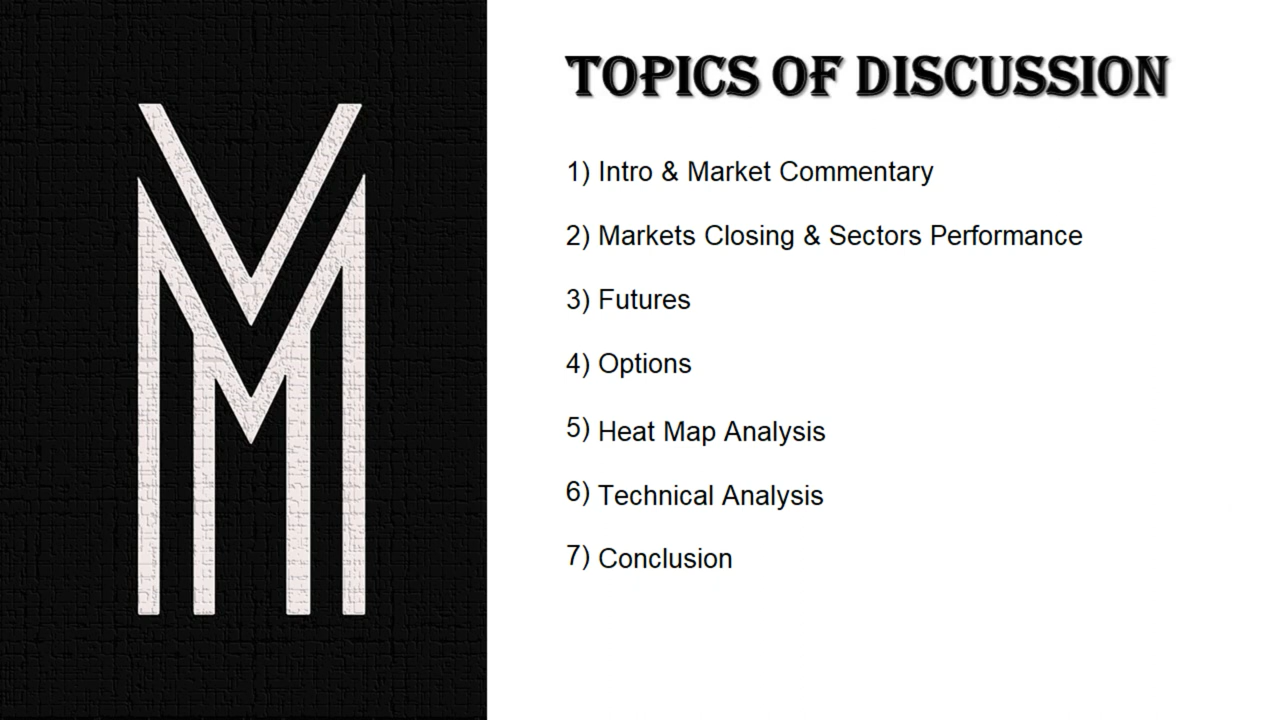 TOPICS OF DISCUSSION
1) Intro & Market Commentary
2) Markets Closing & Sectors Performance
3) Futures
4) Options
5) Heat Map Analysis
6) Technical Analysis
7) Conclusion